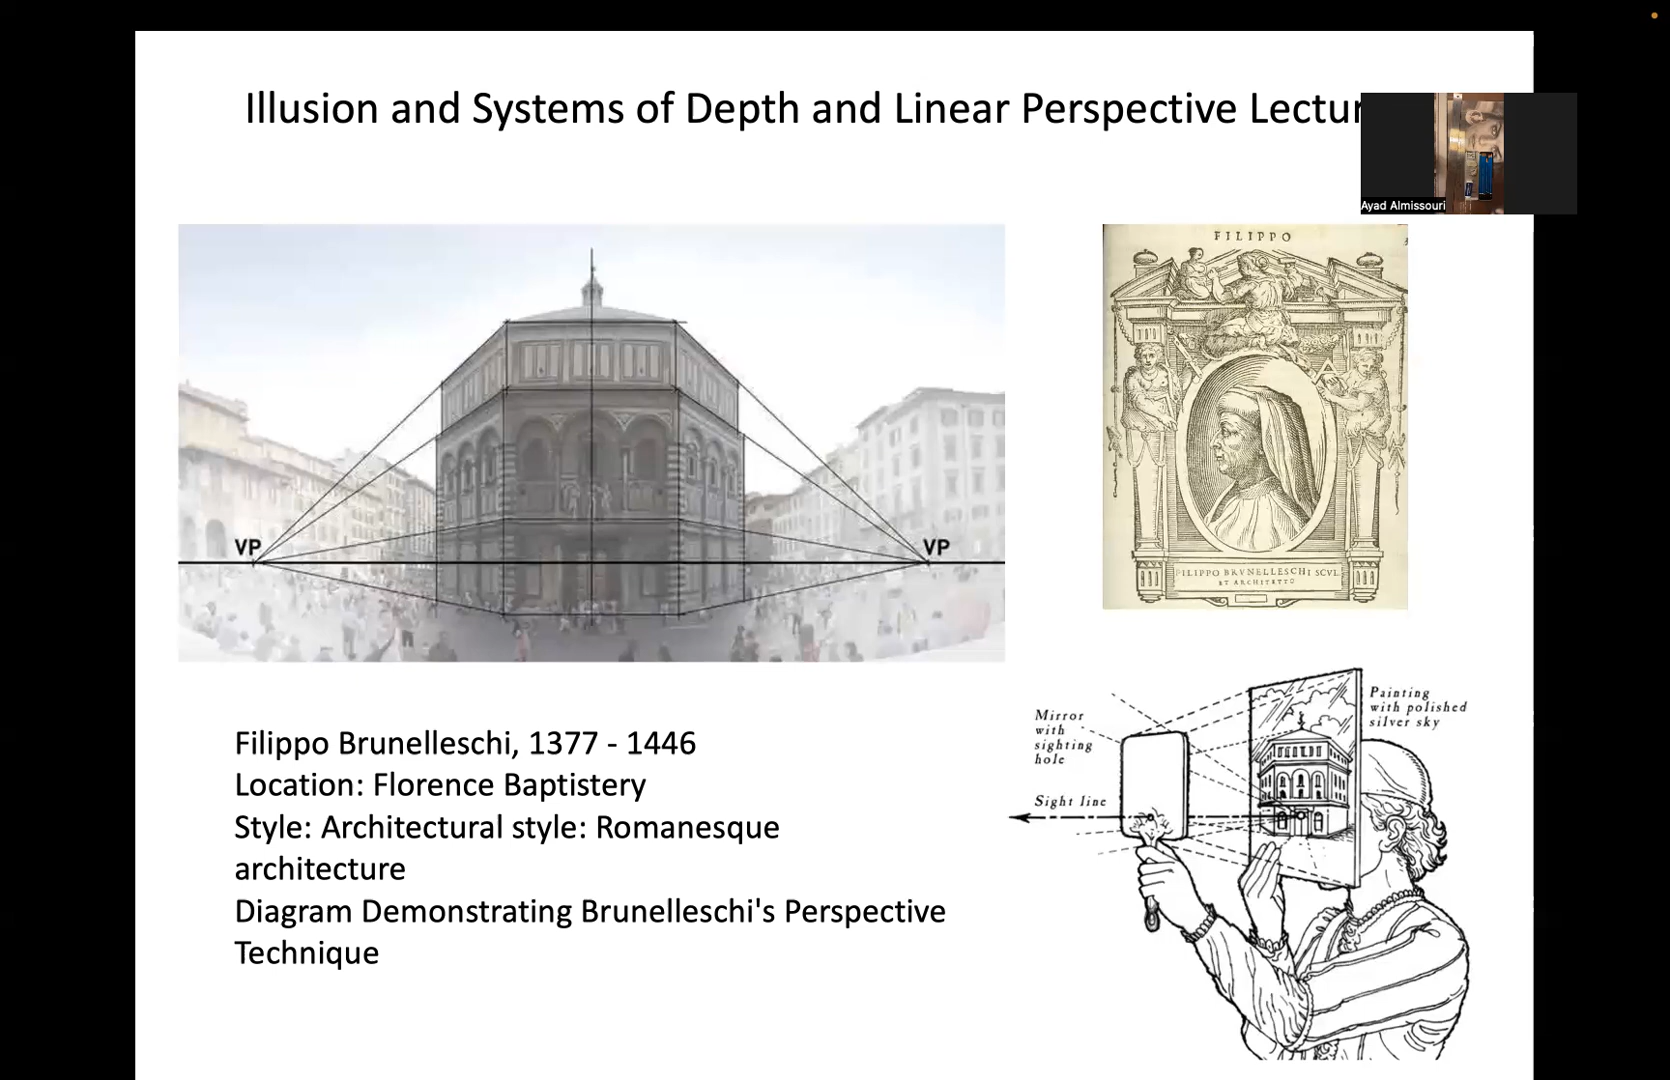 Illusion and Systems of Depth and Linear Perspective Lectur
Ayad Almissouri
VP
VP
FILIPPO
FILIPPO BRVNELLESCHI SCVL.
ET ARCHITETTO
Filippo Brunelleschi, 1377 - 1446
Location: Florence Baptistery
Style: Architectural style: Romanesque
architecture
Diagram Demonstrating Brunelleschi's Perspective
Technique
Mirror
with
sighting
hole
Sight line
Painting
with polished
silver sky